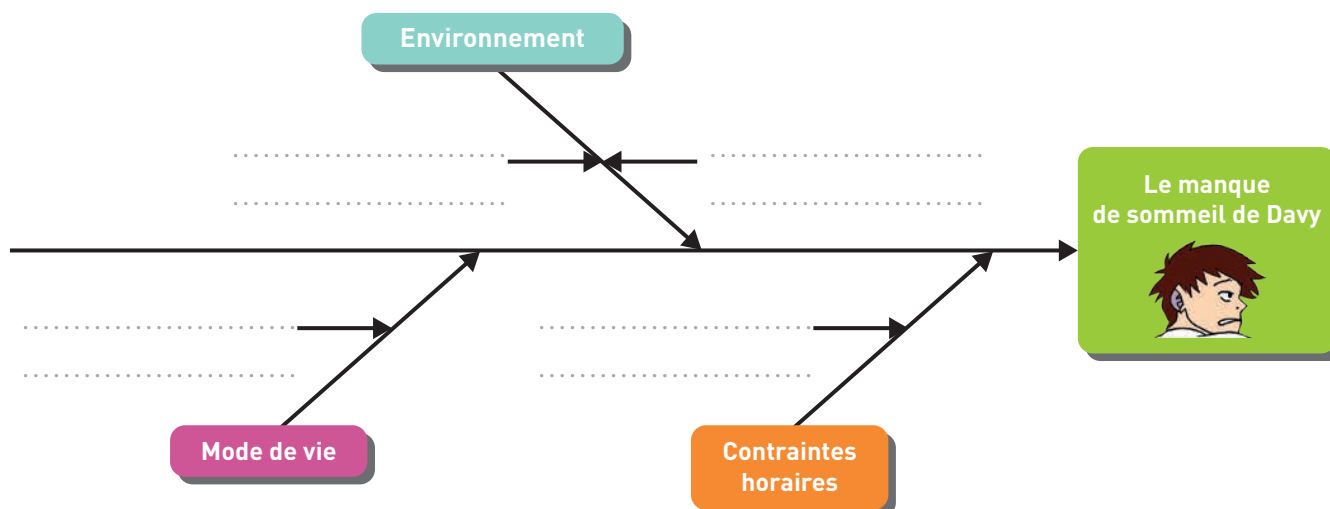 Environnement
Le manque
de sommeil de Davy
Mode de vie
Contraintes
horaires